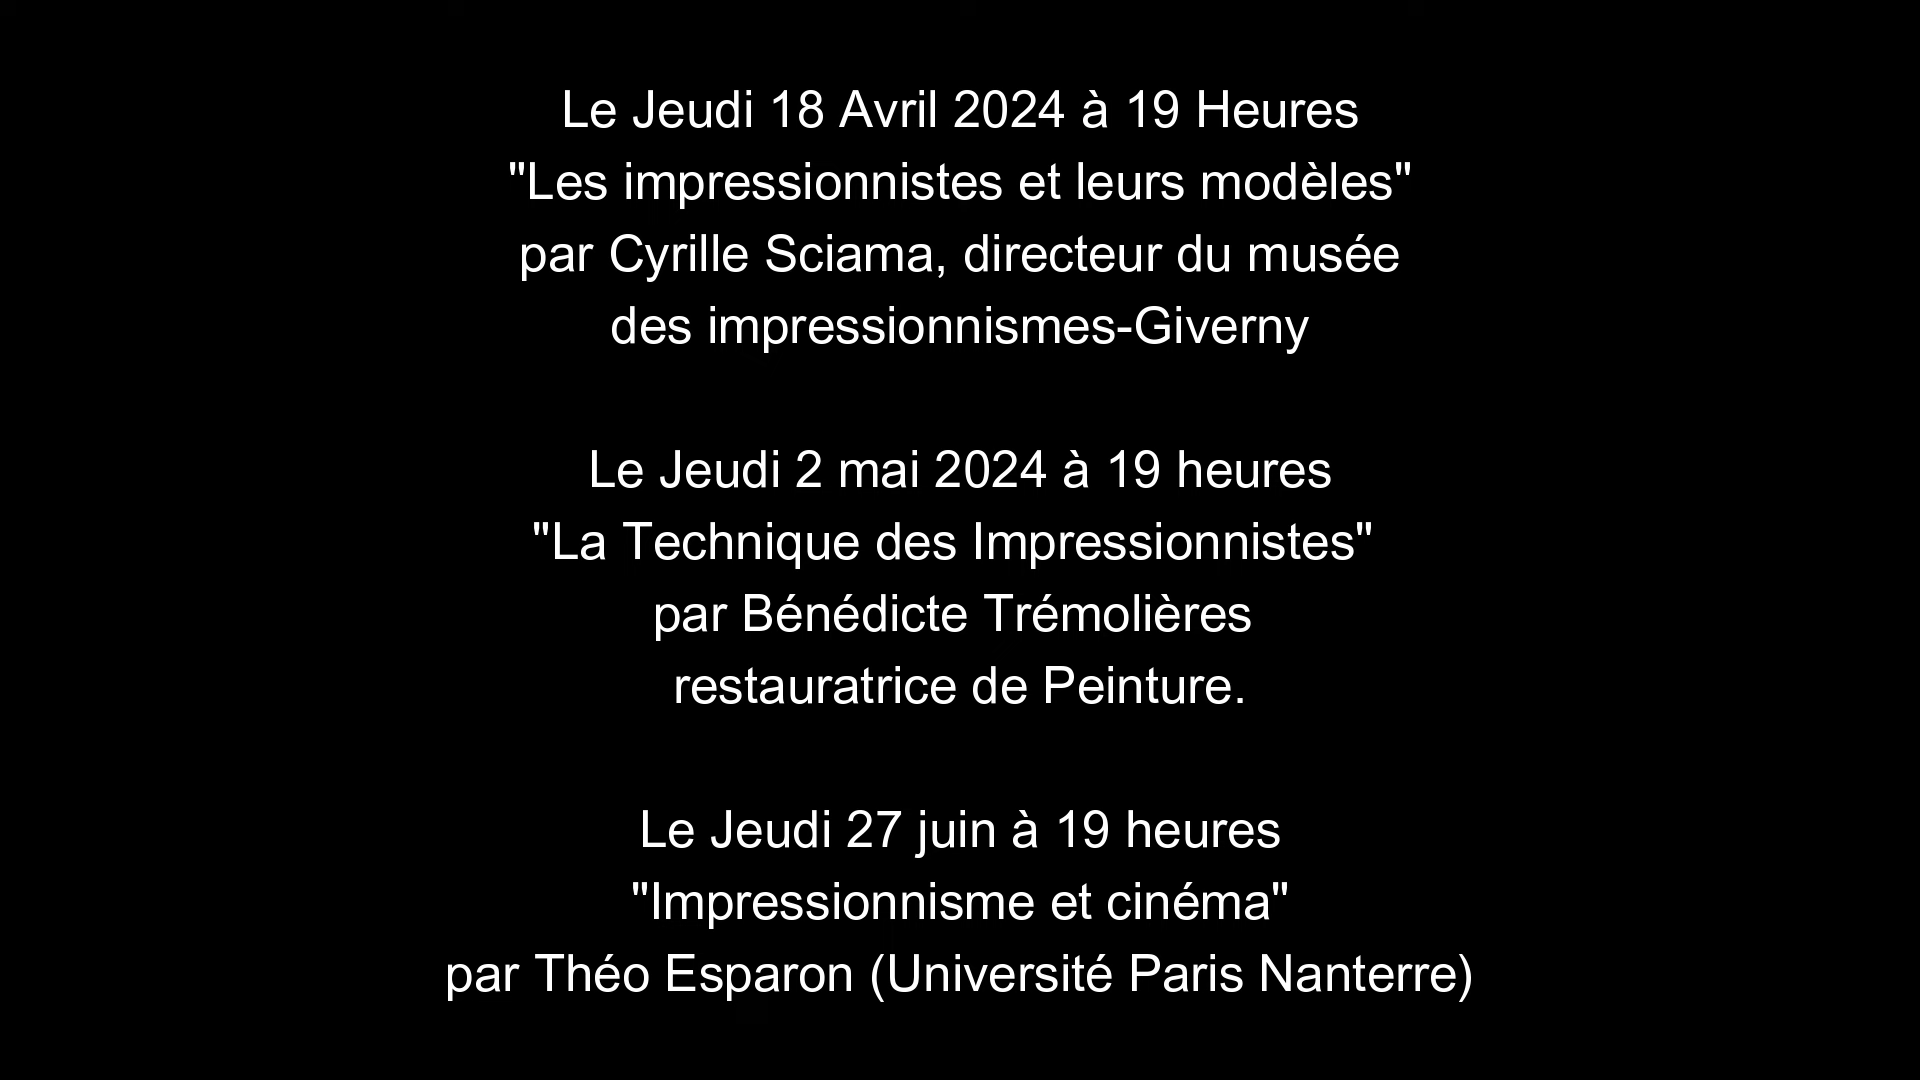 Le Jeudi 18 Avril 2024 à 19 Heures
"Les impressionnistes et leurs modèles"
par Cyrille Sciama, directeur du musée
des impressionnismes-Giverny
Le Jeudi 2 mai 2024 à 19 heures
"La Technique des Impressionnistes"
par Bénédicte Trémolières
restauratrice de Peinture.
Le Jeudi 27 juin à 19 heures
"Impressionnisme et cinéma"
par Théo Esparon (Université Paris Nanterre)